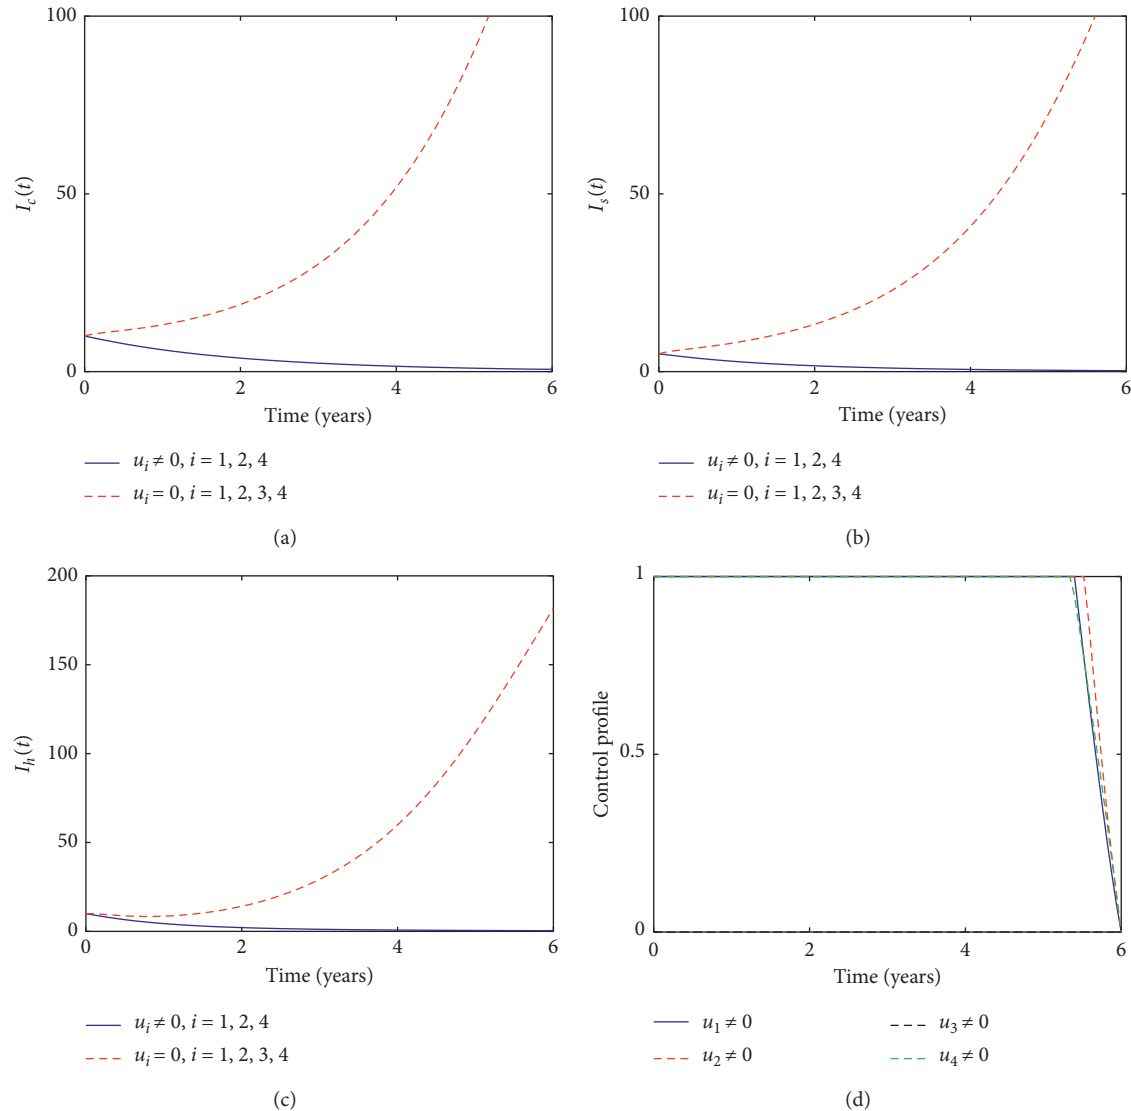 100
50
0
I_c(t)
0 2 4 6
Time (years)
u_i ≠ 0, i = 1, 2, 4
u_i = 0, i = 1, 2, 3, 4
(a)
100
50
0
I_s(t)
0 2 4 6
Time (years)
u_i ≠ 0, i = 1, 2, 4
u_i = 0, i = 1, 2, 3, 4
(b)
200
150
100
50
0
I_h(t)
0 2 4 6
Time (years)
u_i ≠ 0, i = 1, 2, 4
u_i = 0, i = 1, 2, 3, 4
(c)
1
0.5
0
Control profile
0 2 4 6
Time (years)
u_1 ≠ 0
u_2 ≠ 0
u_3 ≠ 0
u_4 ≠ 0
(d)